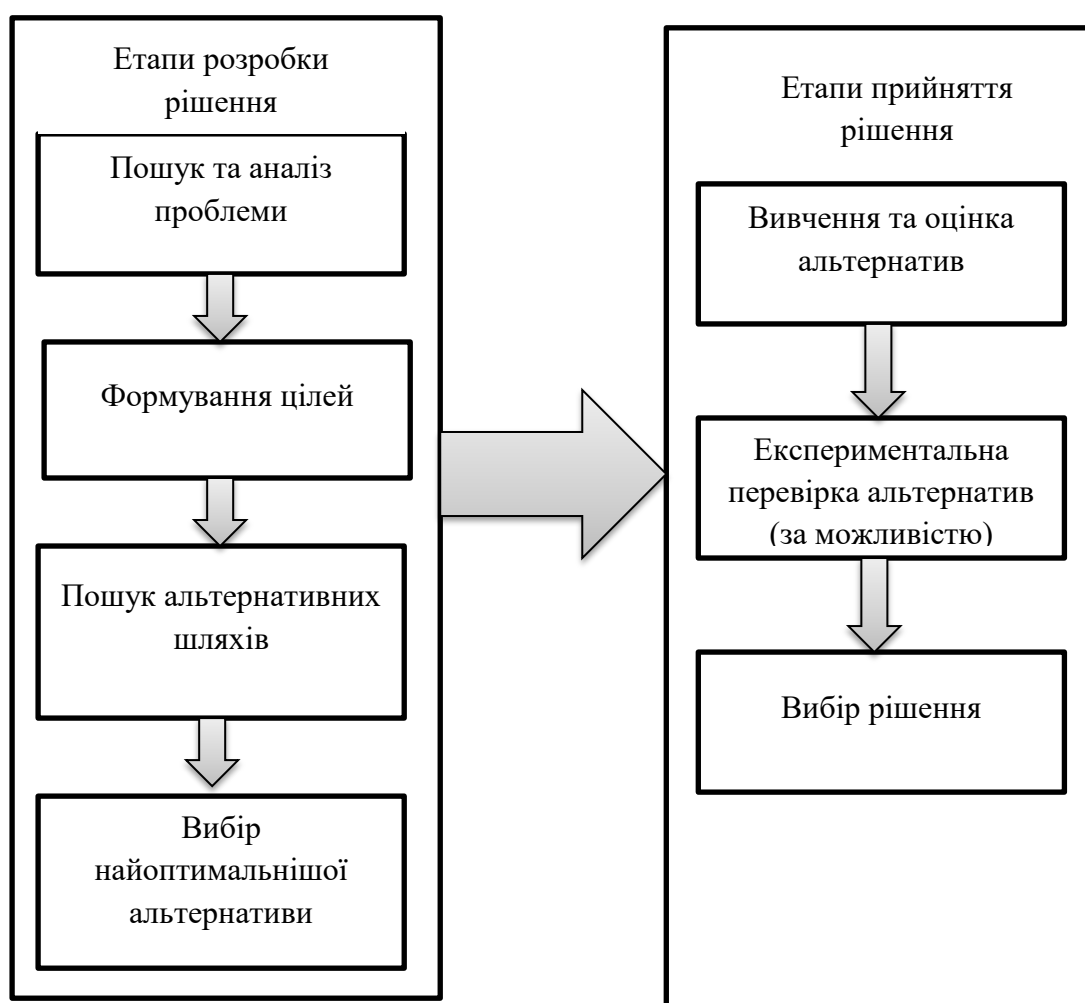 Етапи розробки
рішення
Пошук та аналіз
проблеми
Формування цілей
Пошук альтернативних
шляхів
Вибір
найоптимальнішої
альтернативи
Етапи прийняття
рішення
Вивчення та оцінка
альтернатив
Експериментальна
перевірка альтернатив
(за можливістю)
Вибір рішення